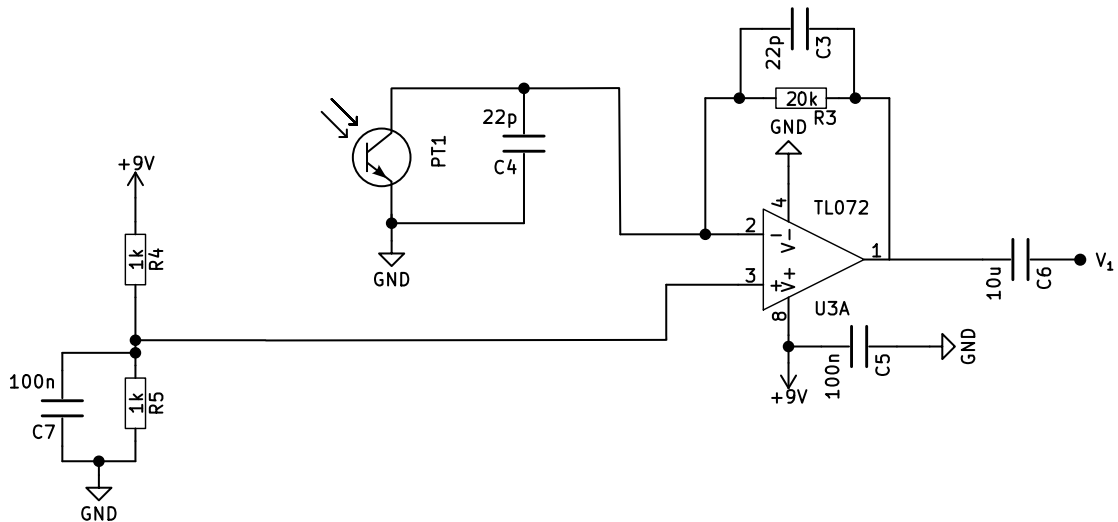 22p
C3
20k
R3
GND
22p
C4
PT1
GND
+9V
1k
R4
4
TL072
2
−
V−
1
3
+
V+
8
U3A
10u
C6
V₁
100n
C5
GND
+9V
100n
C7
1k
R5
GND